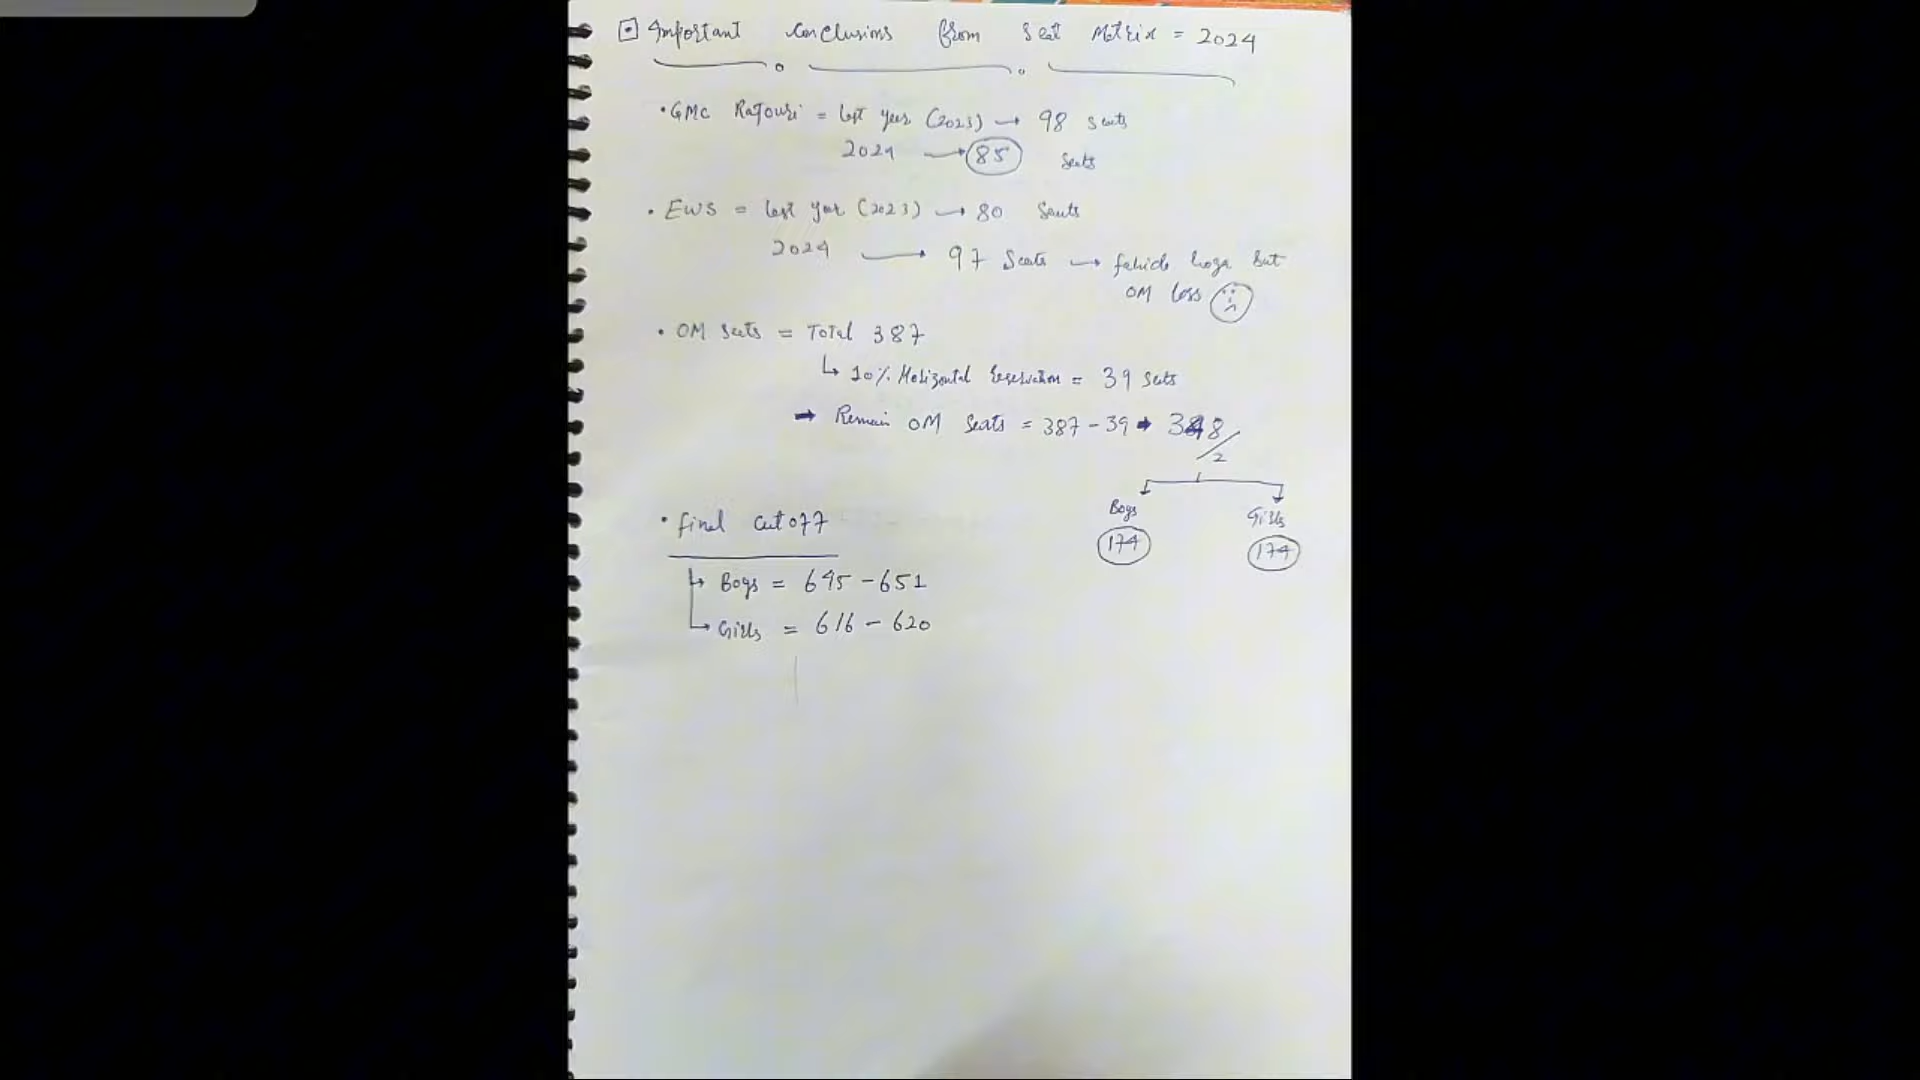 Important Conclusions from Seat Matrix = 2024
• GMC Rajouri = last year (2023) → 98 seats
2024 → 85 Seats
• EWS = last year (2023) → 80 Seats
2024 → 97 Seats → fahida hoga but
OM loss
• OM Seats = Total 387
↳ 10% Horizontal Reservation = 39 Seats
→ Remain OM Seats = 387 - 39 → 348/2
Boys Girls
174 174
• final cutoff
↳ Boys = 645 - 651
↳ Girls = 616 - 620